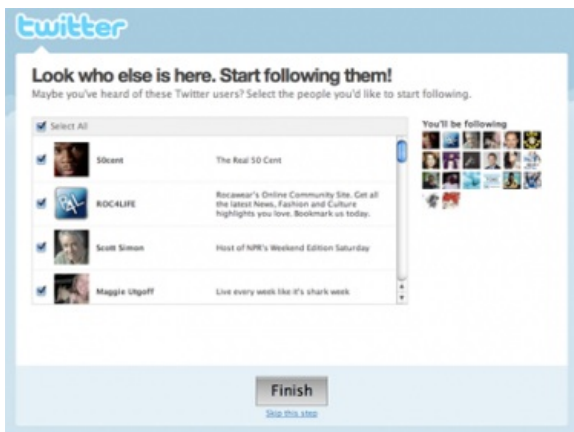 twitter
Look who else is here. Start following them!
Maybe you've heard of these Twitter users? Select the people you'd like to start following.
Select All
You'll be following
50cent
The Real 50 Cent
ROC4LIFE
Rocawear's Online Community Site. Get all
the latest News, Fashion and Culture
highlights you love. Bookmark us today.
Scott Simon
Host of NPR's Weekend Edition Saturday
Maggie Utgoff
Live every week like it's shark week
Finish
Skip this step